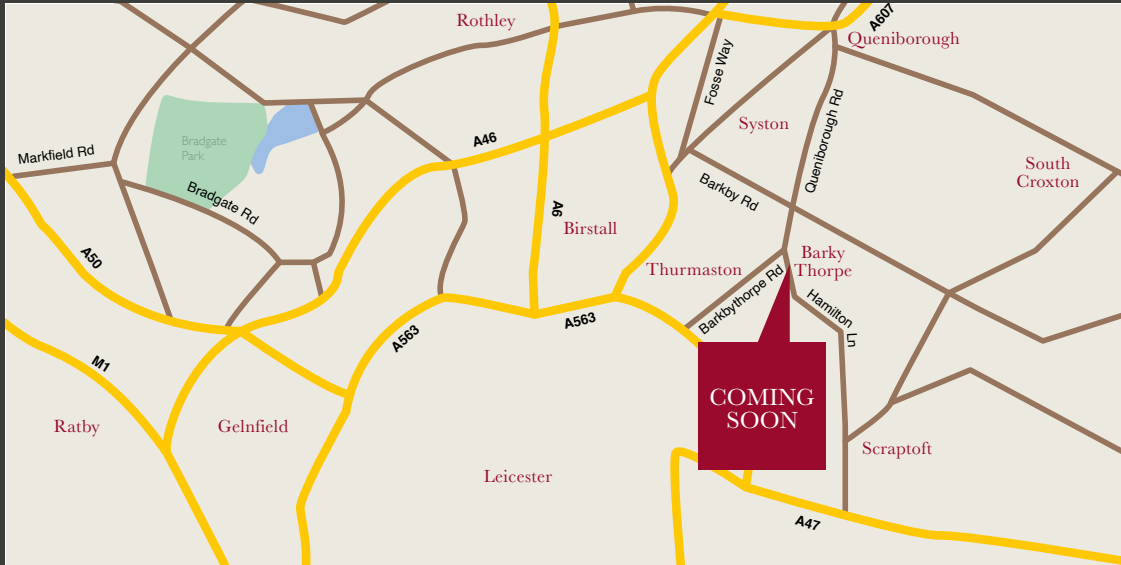 Rothley
A607
Queniborough
Fosse Way
Syston
Queniborough Rd
Bradgate
Park
A46
Markfield Rd
South
Croxton
Barkby Rd
Bradgate Rd
A6
Birstall
A50
Barky
Thorpe
Thurmaston
Barkbythorpe Rd
Hamilton
Ln
A563
A563
M1
COMING
SOON
Ratby
Gelnfield
Scraptoft
Leicester
A47